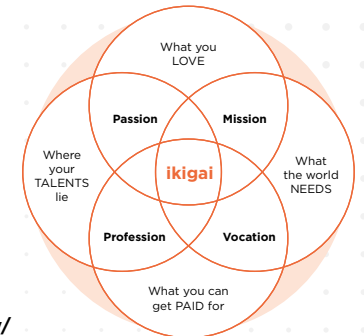 What you
LOVE
Passion
Mission
Where
your
TALENTS
lie
ikigai
What
the world
NEEDS
Profession
Vocation
What you can
get PAID for